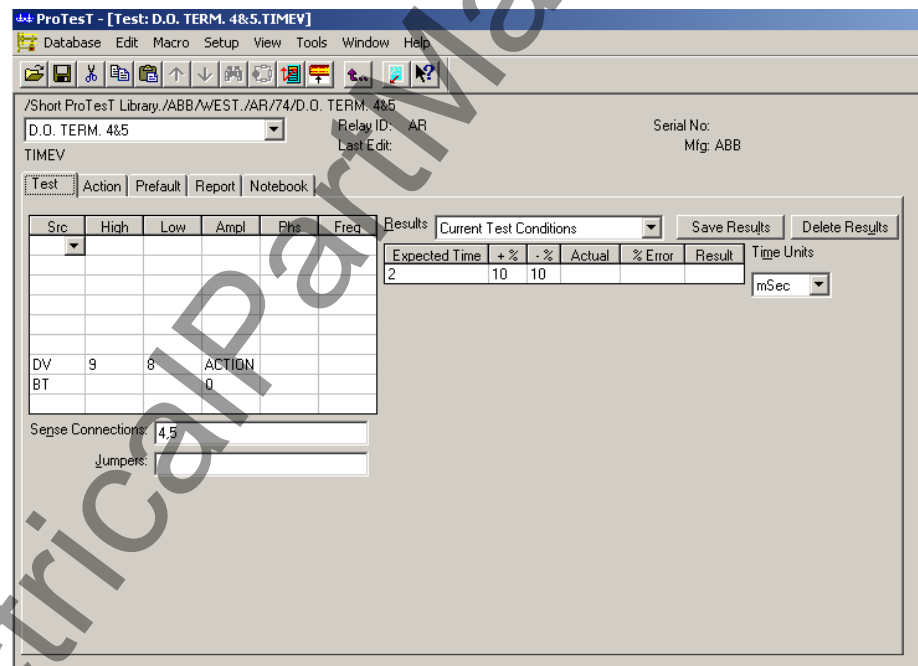 ProTesT - [Test: D.O. TERM. 4&5.TIMEV]
Database Edit Macro Setup View Tools Window Help
/Short ProTesT Library./ABB/WEST./AR/74/D.O. TERM. 4&5
D.O. TERM. 4&5 Relay ID: AR Serial No:
Last Edit: Mfg: ABB
TIMEV
Test Action Prefault Report Notebook
Results Current Test Conditions Save Results Delete Results
Src High Low Ampl Phs Freq
Expected Time + % - % Actual % Error Result Time Units
2 10 10
mSec
DV 9 8 ACTION
BT 0
Sense Connections: 4,5
Jumpers:
ctricalPartMa